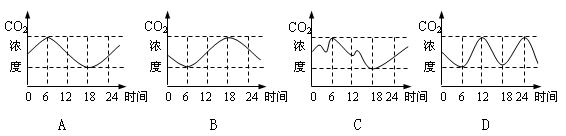 CO2 CO2 CO2 CO2
浓 浓 浓 浓
度 度 度 度
0 6 12 18 24 时间 0 6 12 18 24 时间 0 6 12 18 24 时间 0 6 12 18 24 时间
A B C D